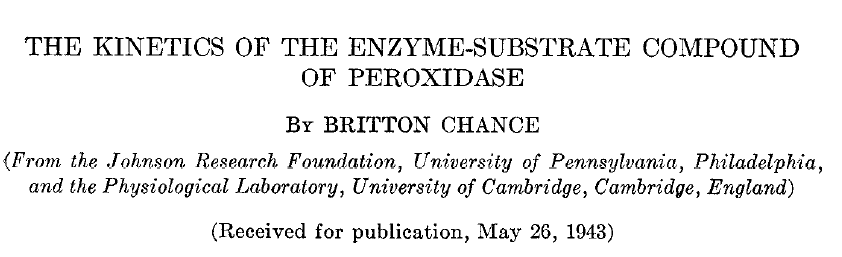 THE KINETICS OF THE ENZYME-SUBSTRATE COMPOUND
OF PEROXIDASE
By BRITTON CHANCE
(From the Johnson Research Foundation, University of Pennsylvania, Philadelphia,
and the Physiological Laboratory, University of Cambridge, Cambridge, England)
(Received for publication, May 26, 1943)